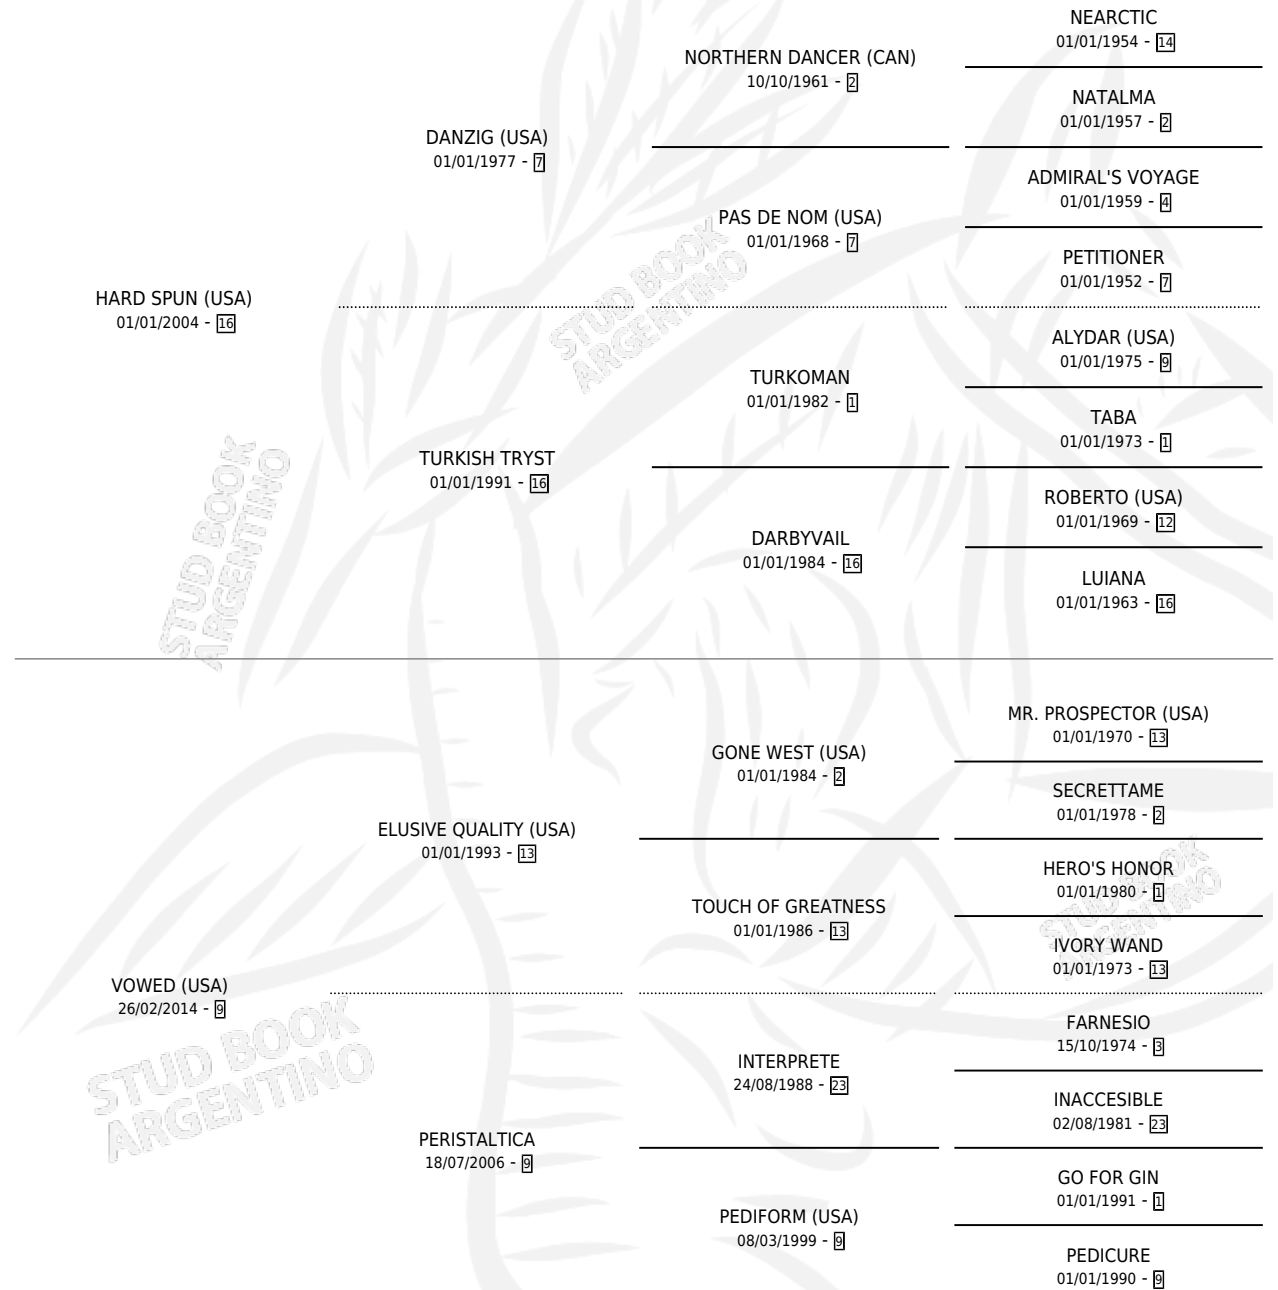 NEARCTIC
01/01/1954 - 14
NORTHERN DANCER (CAN)
10/10/1961 - 2
NATALMA
01/01/1957 - 2
DANZIG (USA)
01/01/1977 - 7
ADMIRAL'S VOYAGE
01/01/1959 - 4
PAS DE NOM (USA)
01/01/1968 - 7
PETITIONER
01/01/1952 - 7
HARD SPUN (USA)
01/01/2004 - 16
STUD BOOK
ARGENTINO
ALYDAR (USA)
01/01/1975 - 9
TURKOMAN
01/01/1982 - 1
TABA
01/01/1973 - 1
TURKISH TRYST
01/01/1991 - 16
ROBERTO (USA)
01/01/1969 - 12
DARBYVAIL
01/01/1984 - 16
LUIANA
01/01/1963 - 16
STUD BOOK
ARGENTINO
MR. PROSPECTOR (USA)
01/01/1970 - 13
GONE WEST (USA)
01/01/1984 - 2
SECRETTAME
01/01/1978 - 2
ELUSIVE QUALITY (USA)
01/01/1993 - 13
HERO'S HONOR
01/01/1980 - 1
TOUCH OF GREATNESS
01/01/1986 - 13
STUD BOOK
ARGENTINO
IVORY WAND
01/01/1973 - 13
VOWED (USA)
26/02/2014 - 9
FARNESIO
15/10/1974 - 3
INTERPRETE
24/08/1988 - 23
INACCESIBLE
02/08/1981 - 23
STUD BOOK
ARGENTINO
PERISTALTICA
18/07/2006 - 9
GO FOR GIN
01/01/1991 - 1
PEDIFORM (USA)
08/03/1999 - 9
PEDICURE
01/01/1990 - 9